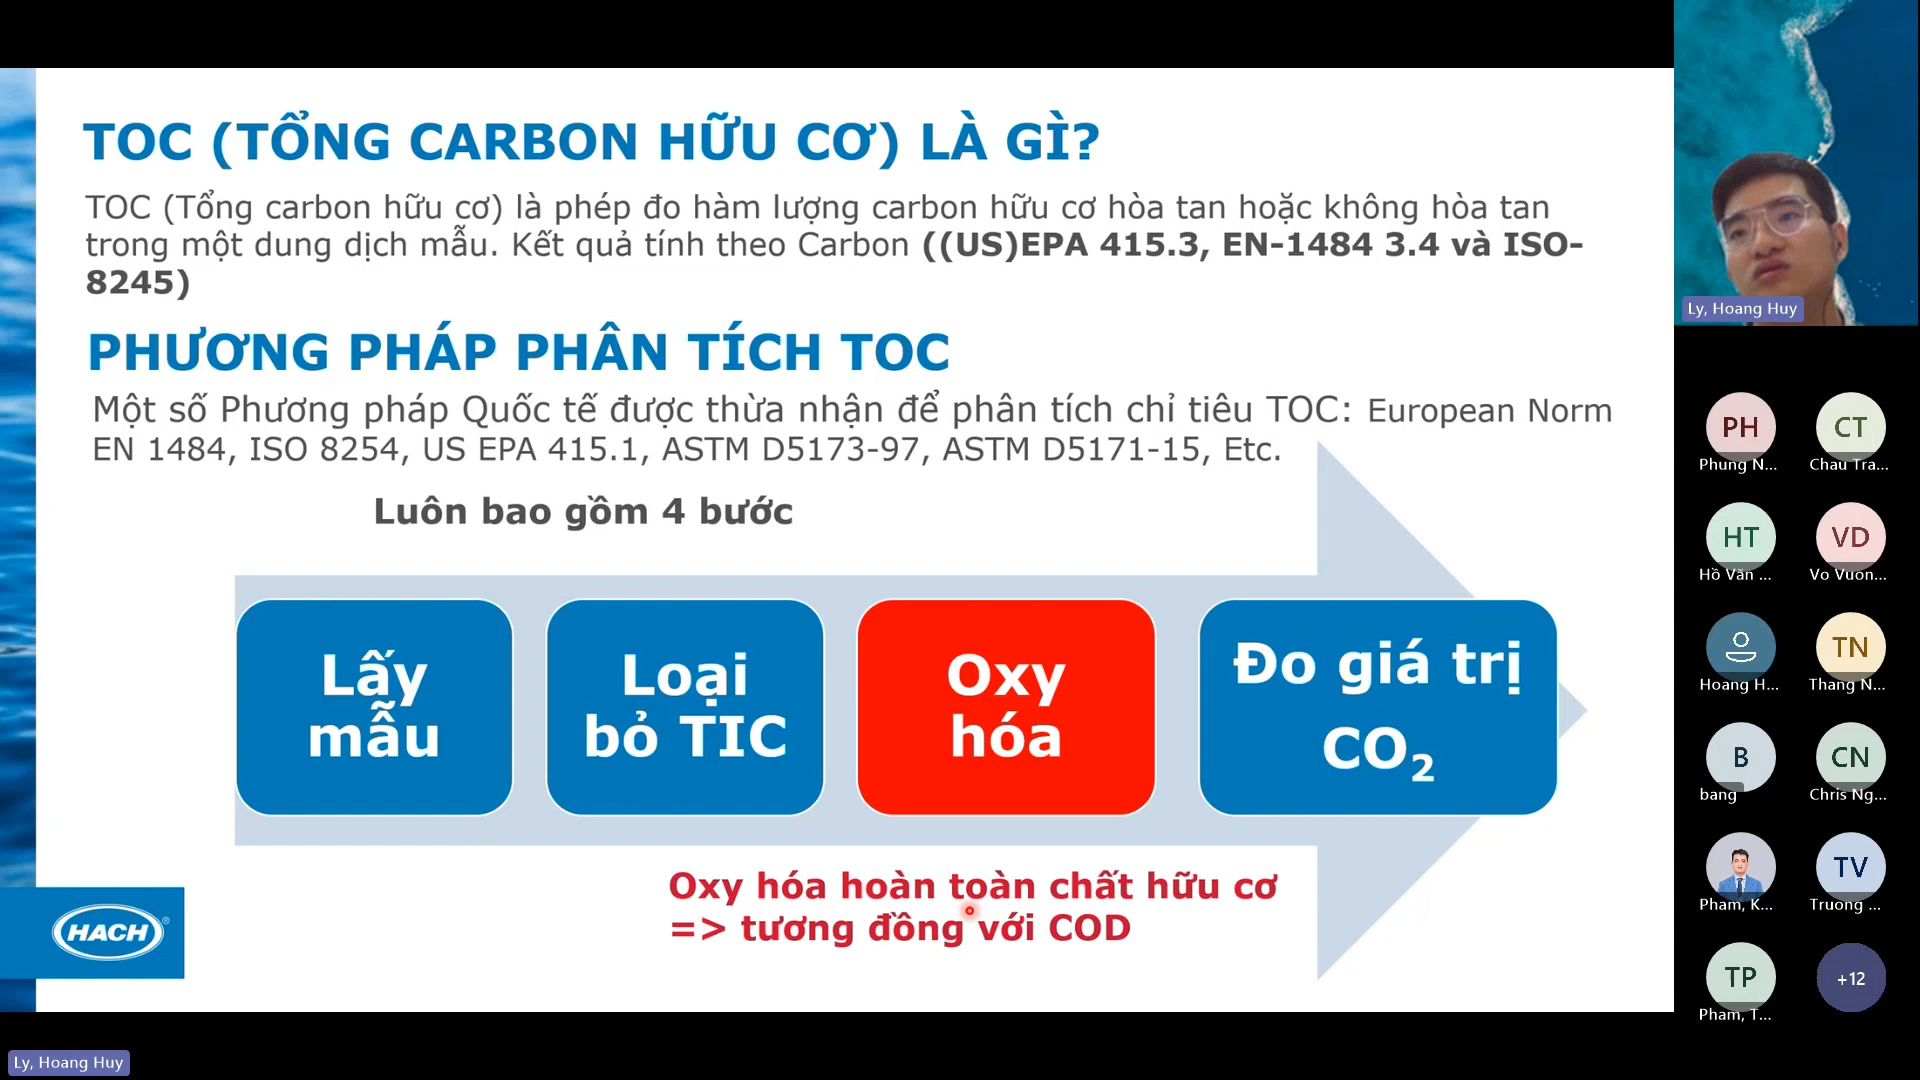 TOC (TỔNG CARBON HỮU CƠ) LÀ GÌ?
TOC (Tổng carbon hữu cơ) là phép đo hàm lượng carbon hữu cơ hòa tan hoặc không hòa tan
trong một dung dịch mẫu. Kết quả tính theo Carbon ((US)EPA 415.3, EN-1484 3.4 và ISO-
8245)
PHƯƠNG PHÁP PHÂN TÍCH TOC
Một số Phương pháp Quốc tế được thừa nhận để phân tích chỉ tiêu TOC: European Norm
EN 1484, ISO 8254, US EPA 415.1, ASTM D5173-97, ASTM D5171-15, Etc.
Luôn bao gồm 4 bước
Lấy
mẫu
Loại
bỏ TIC
Oxy
hóa
Đo giá trị
CO₂
Oxy hóa hoàn toàn chất hữu cơ
=> tương đồng với COD
HACH®
Ly, Hoang Huy
Ly, Hoang Huy
PH
Phung N...
CT
Chau Tra...
HT
Hồ Văn ...
VD
Vo Vuon...
Hoang H...
TN
Thang N...
B
bang
CN
Chris Ng...
Pham, K...
TV
Truong ...
TP
Pham, T...
+12